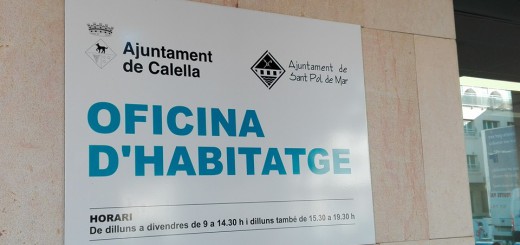 Ajuntament
de Calella
Ajuntament de
Sant Pol de Mar
OFICINA
D'HABITATGE
HORARI
De dilluns a divendres de 9 a 14.30 h i dilluns també de 15.30 a 19.30 h